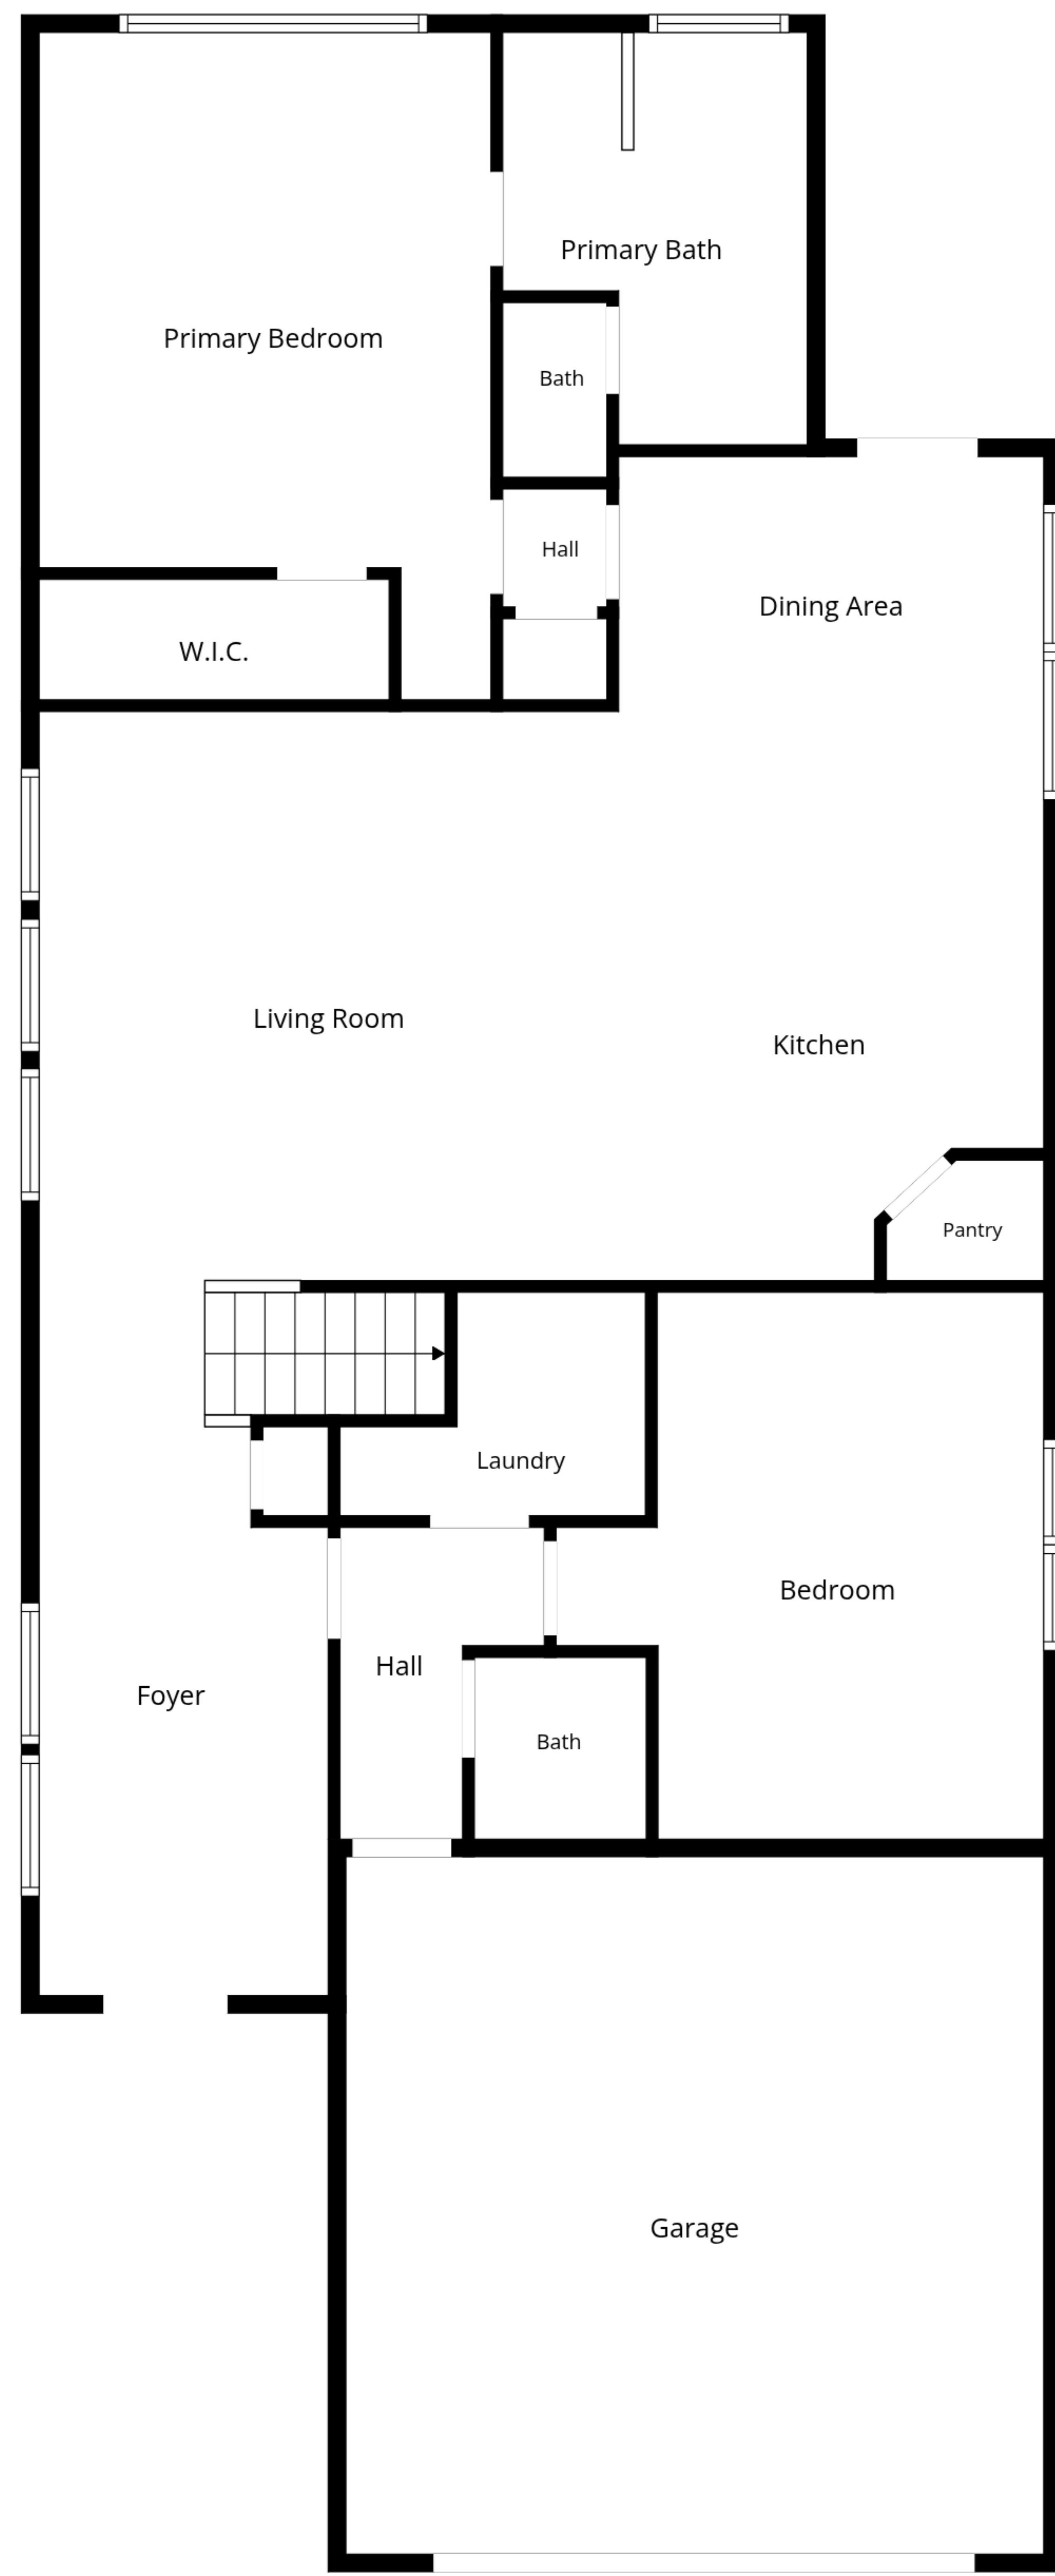 Primary Bath
Primary Bedroom
Bath
Hall
Dining Area
W.I.C.
Living Room
Kitchen
Pantry
Laundry
Bedroom
Hall
Foyer
Bath
Garage